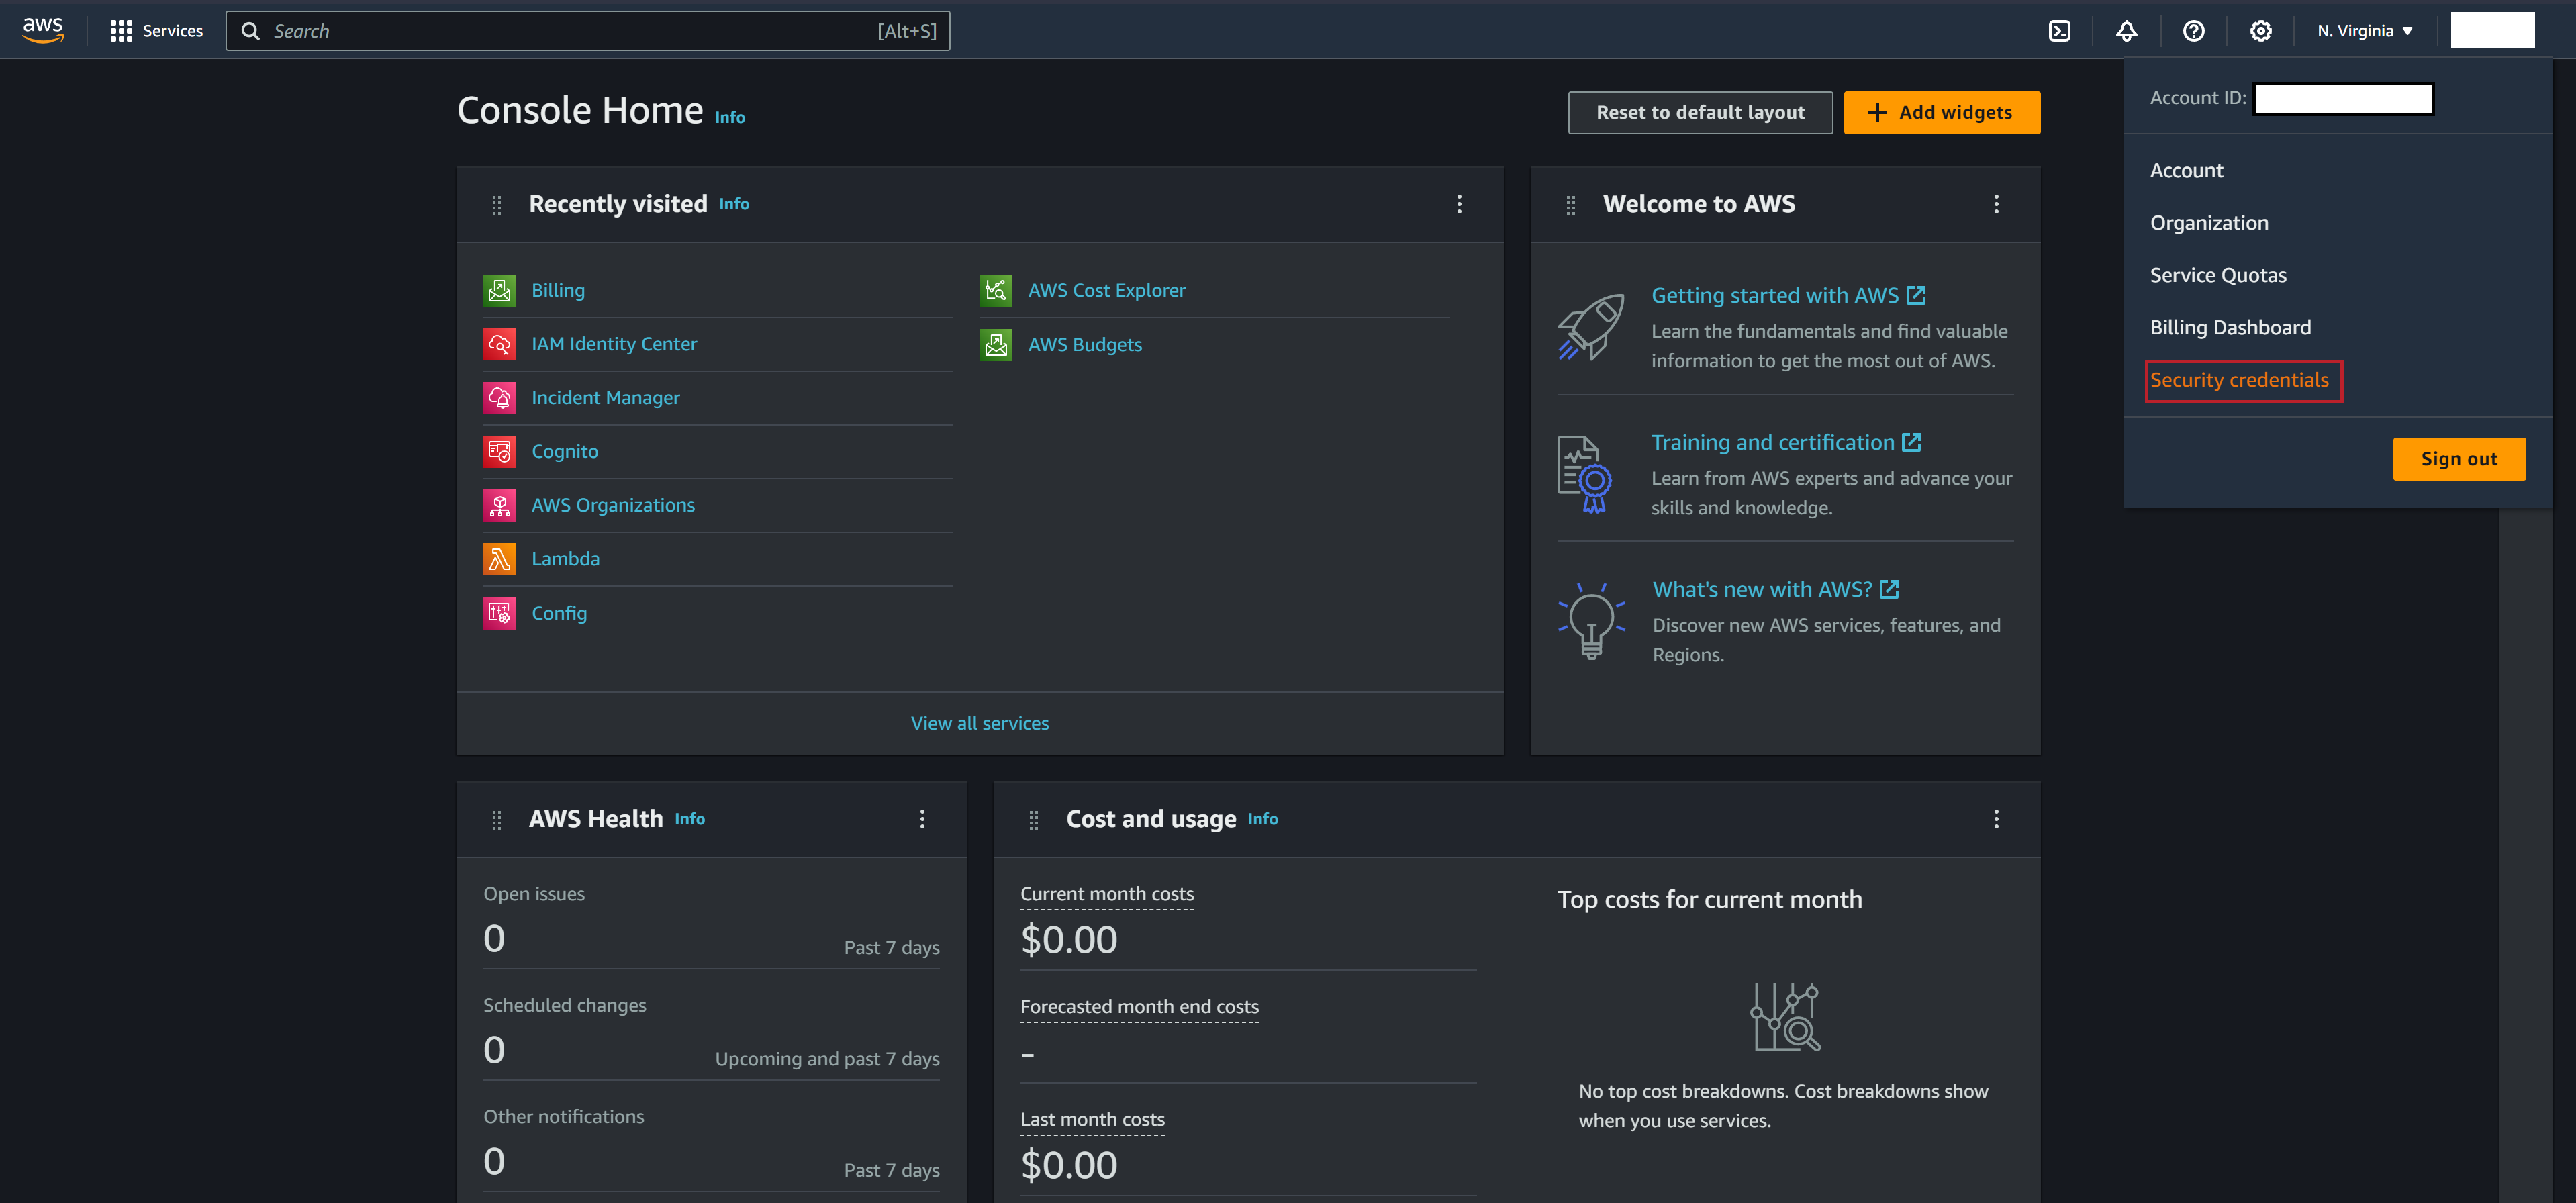 aws
Services
Search
[Alt+S]
N. Virginia
Account ID:
Account
Organization
Service Quotas
Billing Dashboard
Security credentials
Sign out
Console Home Info
Reset to default layout
Add widgets
Recently visited Info
Billing
IAM Identity Center
Incident Manager
Cognito
AWS Organizations
Lambda
Config
AWS Cost Explorer
AWS Budgets
View all services
Welcome to AWS
Getting started with AWS
Learn the fundamentals and find valuable
information to get the most out of AWS.
Training and certification
Learn from AWS experts and advance your
skills and knowledge.
What's new with AWS?
Discover new AWS services, features, and
Regions.
AWS Health Info
Open issues
0
Past 7 days
Scheduled changes
0
Upcoming and past 7 days
Other notifications
0
Past 7 days
Cost and usage Info
Current month costs
$0.00
Forecasted month end costs
-
Last month costs
$0.00
Top costs for current month
No top cost breakdowns. Cost breakdowns show
when you use services.